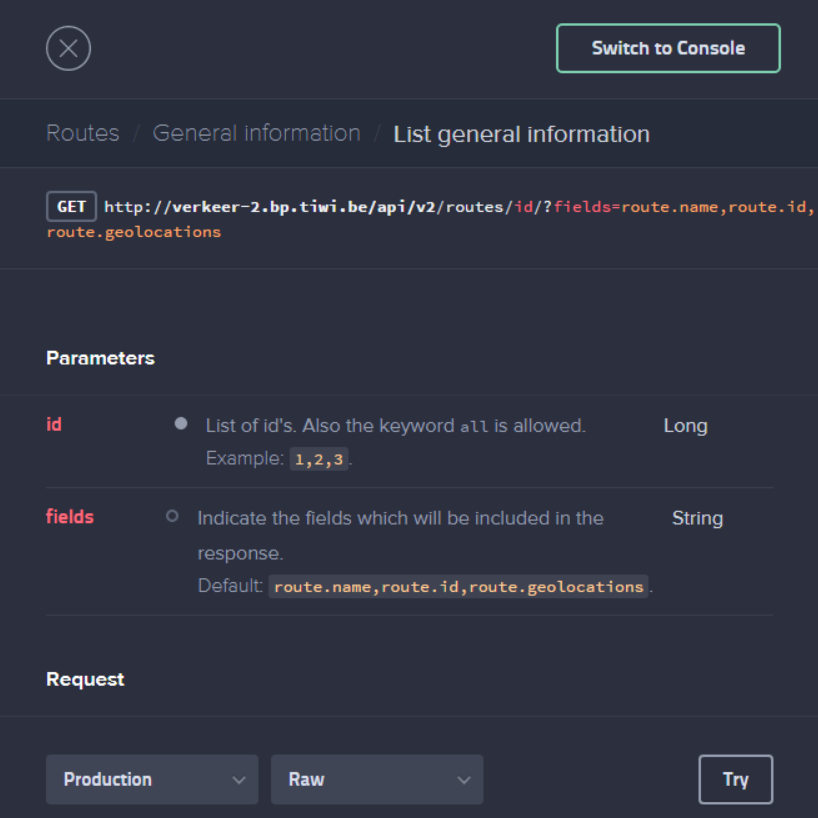 Switch to Console
Routes / General information / List general information
GET http://verkeer-2.bp.tiwi.be/api/v2/routes/id/?fields=route.name,route.id,
route.geolocations
Parameters
id List of id's. Also the keyword all is allowed. Long
Example: 1,2,3.
fields Indicate the fields which will be included in the String
response.
Default: route.name,route.id,route.geolocations.
Request
Production Raw Try